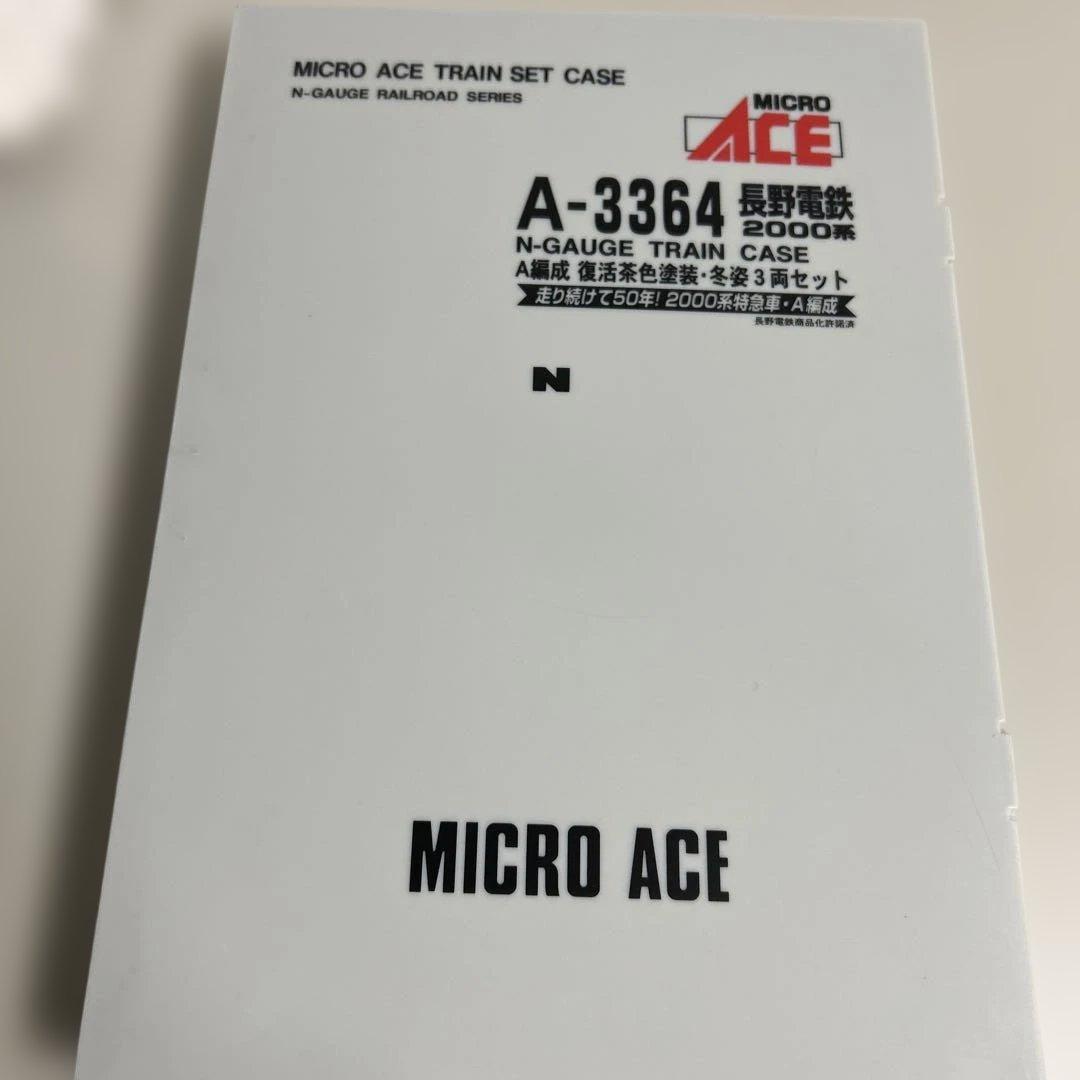 MICRO ACE TRAIN SET CASE
N-GAUGE RAILROAD SERIES
MICRO
ACE
A-3364 長野電鉄
2000系
N-GAUGE TRAIN CASE
A編成 復活茶色塗装・冬姿3両セット
走り続けて50年!2000系特急車・A編成
長野電鉄商品化許諾済
N
MICRO ACE